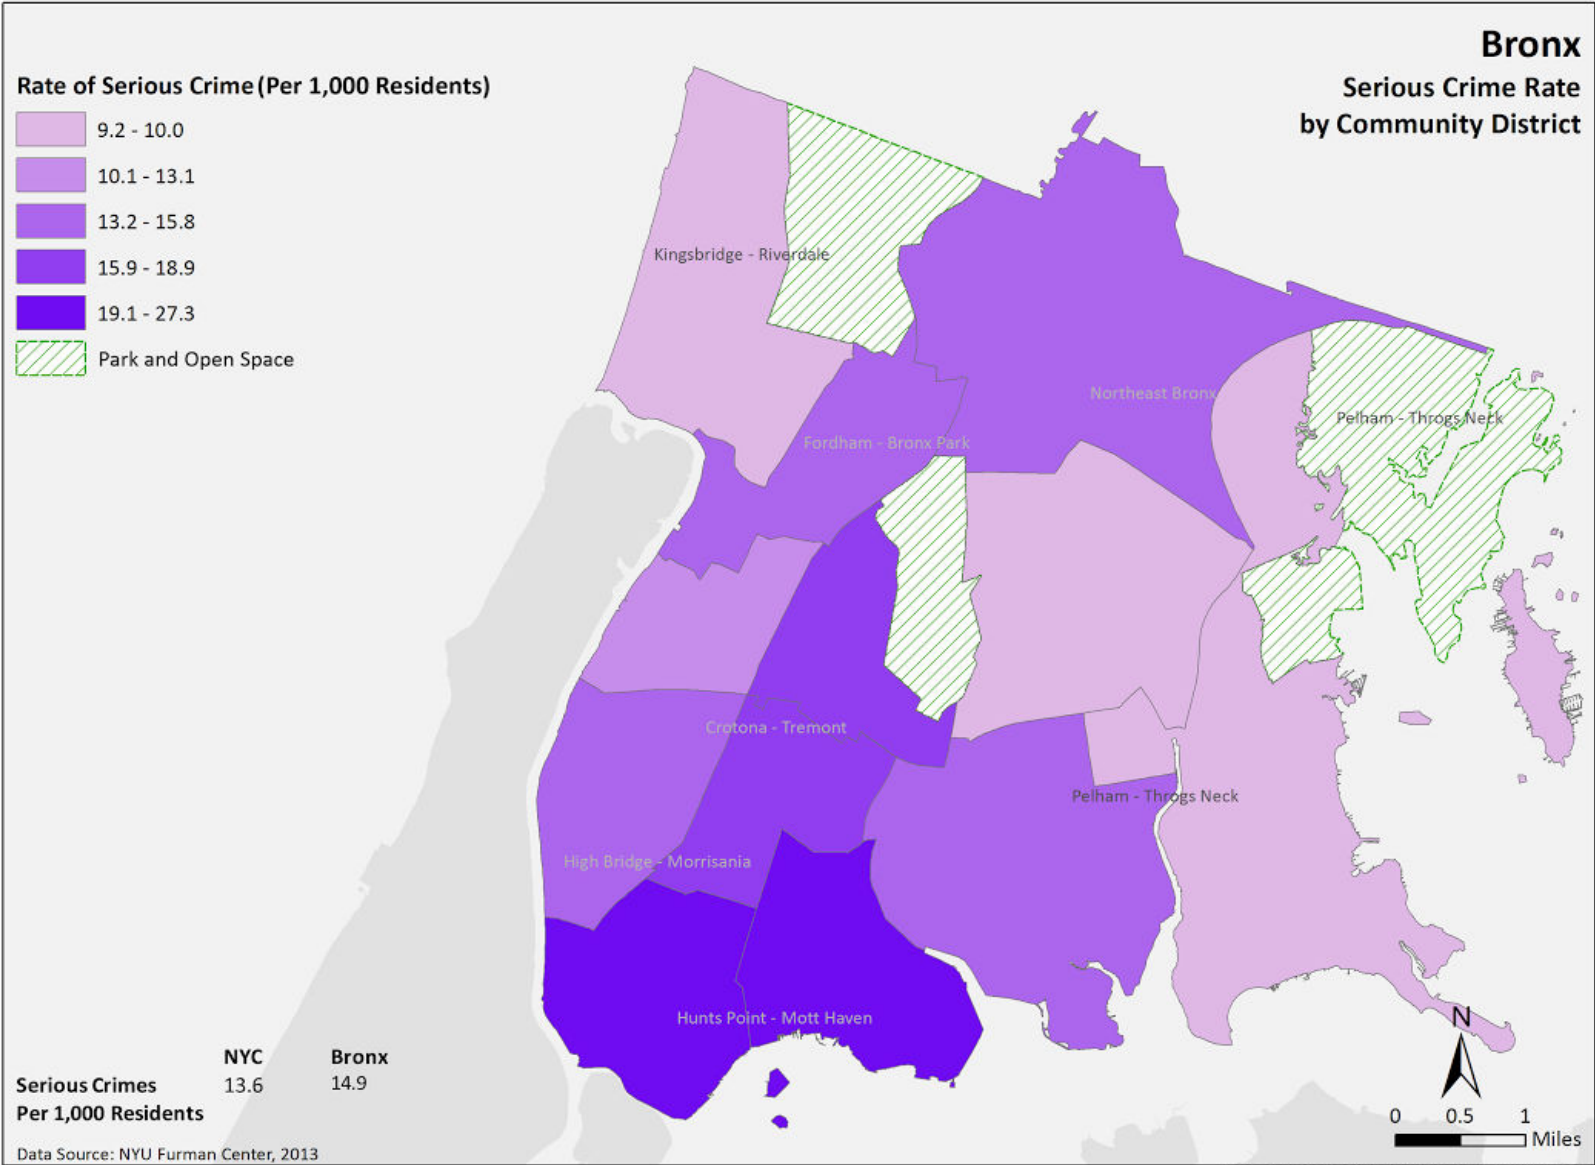 Bronx
Serious Crime Rate
by Community District
Rate of Serious Crime (Per 1,000 Residents)
9.2 - 10.0
10.1 - 13.1
13.2 - 15.8
15.9 - 18.9
19.1 - 27.3
Park and Open Space
Kingsbridge - Riverdale
Northeast Bronx
Pelham - Throgs Neck
Fordham - Bronx Park
Crotona - Tremont
Pelham - Throgs Neck
High Bridge - Morrisania
Hunts Point - Mott Haven
NYC Bronx
Serious Crimes 13.6 14.9
Per 1,000 Residents
Data Source: NYU Furman Center, 2013
N
0 0.5 1
Miles